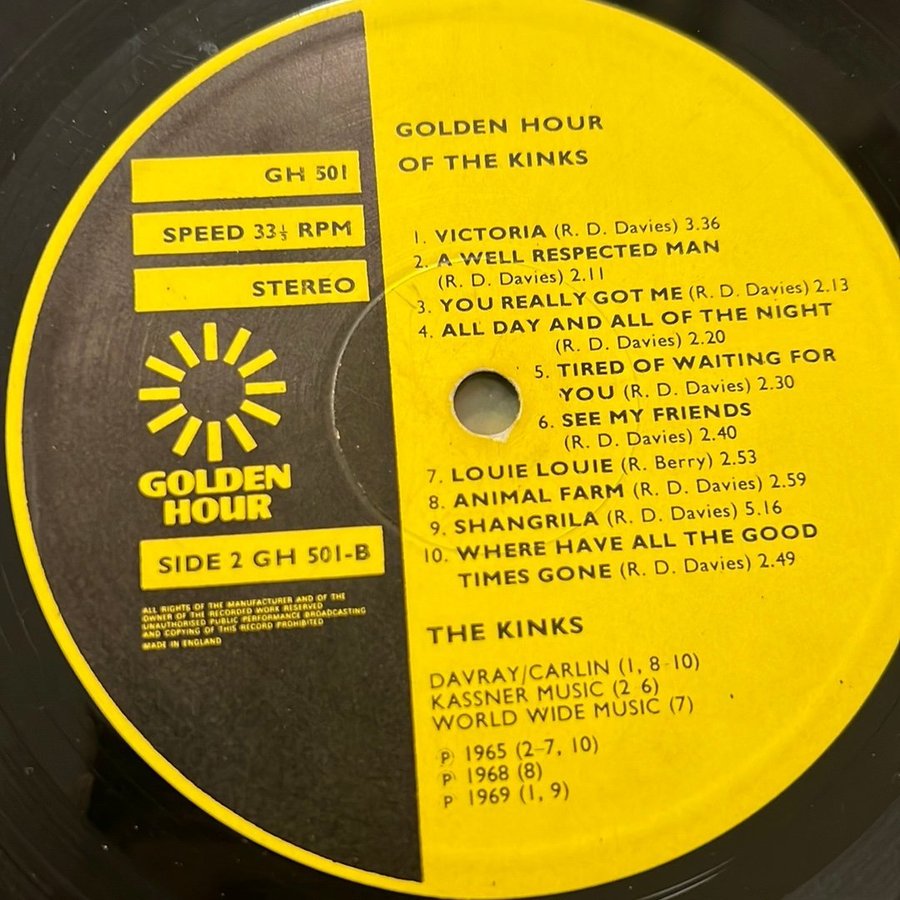 GH 501
SPEED 33⅓ RPM
STEREO
GOLDEN
HOUR
SIDE 2 GH 501-B
ALL RIGHTS OF THE MANUFACTURER AND OF THE
OWNER OF THE RECORDED WORK RESERVED
UNAUTHORISED PUBLIC PERFORMANCE BROADCASTING
AND COPYING OF THIS RECORD PROHIBITED
MADE IN ENGLAND
GOLDEN HOUR
OF THE KINKS
1. VICTORIA (R. D. Davies) 3.36
2. A WELL RESPECTED MAN
(R. D. Davies) 2.11
3. YOU REALLY GOT ME (R. D. Davies) 2.13
4. ALL DAY AND ALL OF THE NIGHT
(R. D. Davies) 2.20
5. TIRED OF WAITING FOR
YOU (R. D. Davies) 2.30
6. SEE MY FRIENDS
(R. D. Davies) 2.40
7. LOUIE LOUIE (R. Berry) 2.53
8. ANIMAL FARM (R. D. Davies) 2.59
9. SHANGRILA (R. D. Davies) 5.16
10. WHERE HAVE ALL THE GOOD
TIMES GONE (R. D. Davies) 2.49
THE KINKS
DAVRAY/CARLIN (1, 8-10)
KASSNER MUSIC (2-6)
WORLD WIDE MUSIC (7)
℗ 1965 (2-7, 10)
℗ 1968 (8)
℗ 1969 (1, 9)